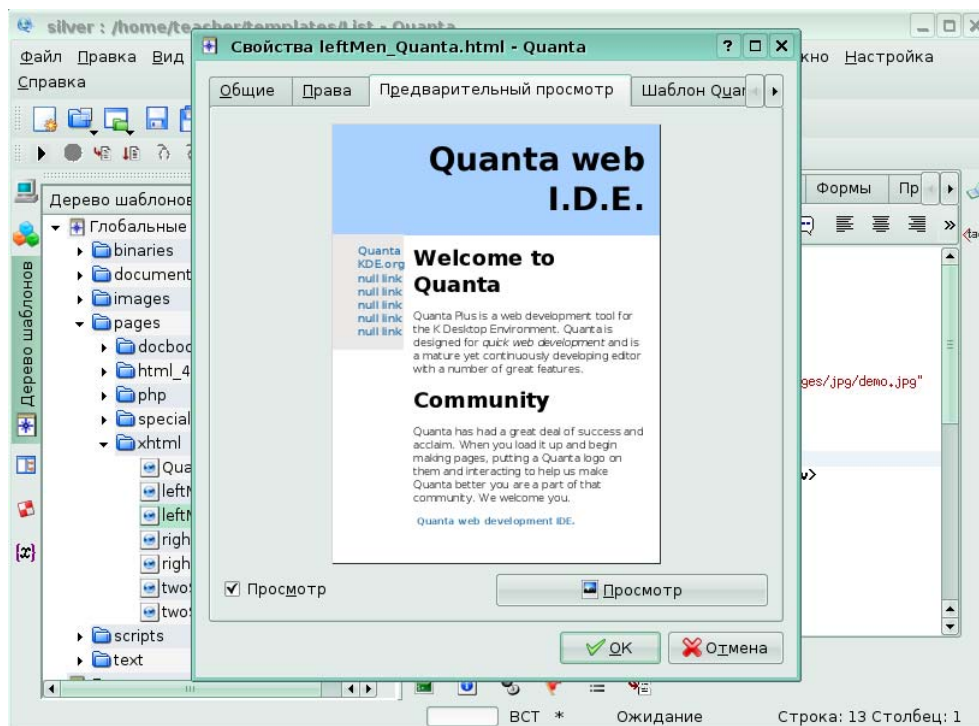 silver : /home/teacher/templates/List - Quanta
Файл Правка Вид
Настройка
Справка
Свойства leftMen_Quanta.html - Quanta
Общие Права Предварительный просмотр Шаблон
Quanta web
I.D.E.
Quanta
KDE.org
null link
null link
null link
null link
null link
Welcome to
Quanta
Quanta Plus is a web development tool for
the K Desktop Environment. Quanta is
designed for quick web development and is
a mature yet continuously developing editor
with a number of great features.
Community
Quanta has had a great deal of success and
acclaim. When you load it up and begin
making pages, putting a Quanta logo on
them and interacting to help us make
Quanta better you are a part of that
community. We welcome you.
Quanta web development IDE.
Просмотр
Просмотр
OK Отмена
Дерево шаблонов
Дерево шаблонов
Глобальные
binaries
document
images
pages
docboo
html_4
php
special
xhtml
Qua
leftM
leftM
righ
righ
two
two
scripts
text
Формы Пр
ges/jpg/demo.jpg"
v>
{x}
ВСТ * Ожидание Строка: 13 Столбец: 1